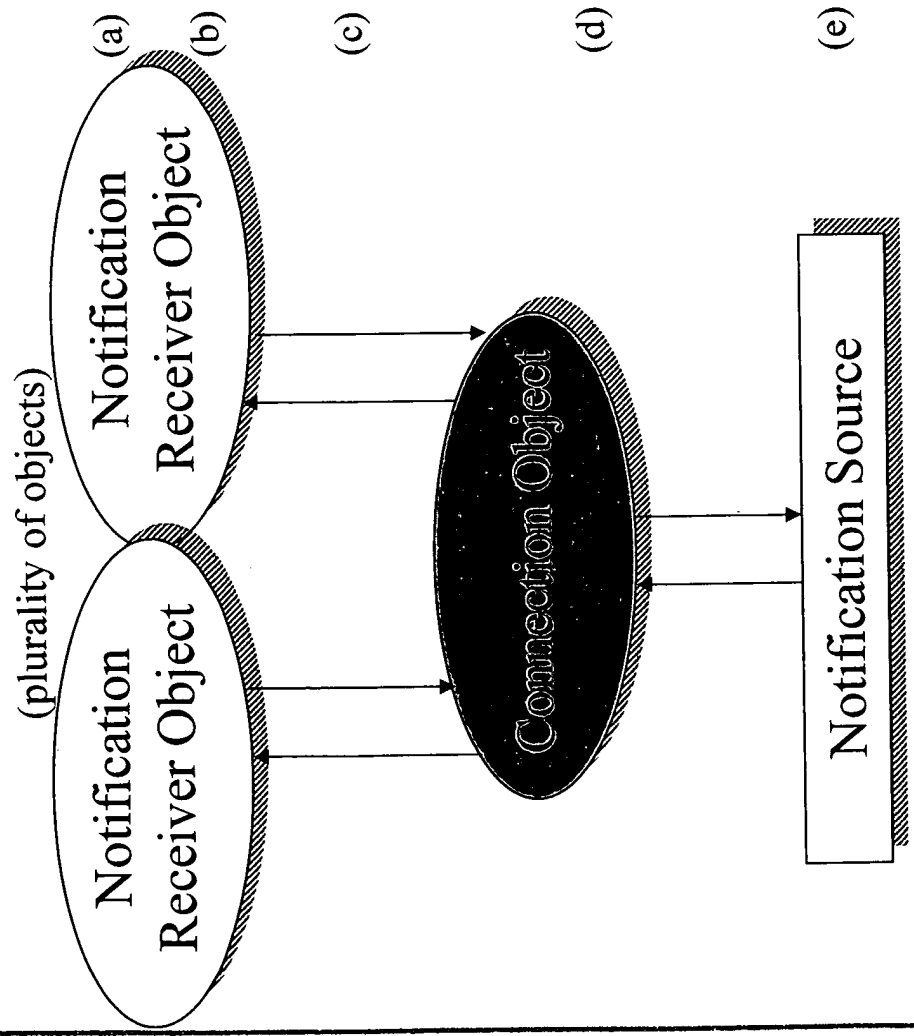 (plurality of objects)
Notification
Receiver Object
Notification
Receiver Object
(a)
(b)
(c)
Connection Object
(d)
Notification Source
(e)